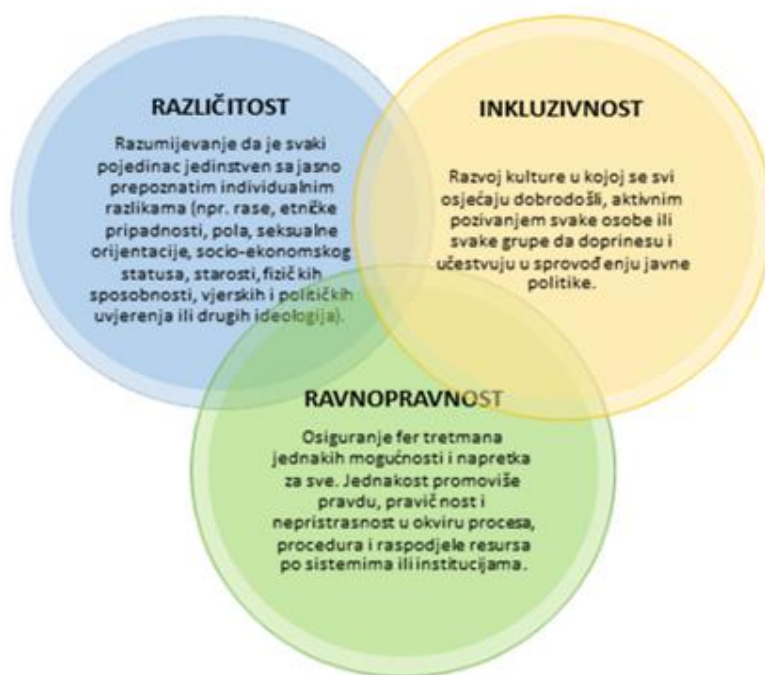 RAZLIČITOST
Razumijevanje da je svaki
pojedinac jedinstven sa jasno
prepoznatim individualnim
razlikama (npr. rase, etničke
pripadnosti, pola, seksualne
orijentacije, socio-ekonomskog
statusa, starosti, fizičkih
sposobnosti, vjerskih i političkih
uvjerenja ili drugih ideologija).
INKLUZIVNOST
Razvoj kulture u kojoj se svi
osjećaju dobrodošli, aktivnim
pozivanjem svake osobe ili
svake grupe da doprinesu i
učestvuju u sprovođenju javne
politike.
RAVNOPRAVNOST
Osiguranje fer tretmana
jednakih mogućnosti i napretka
za sve. Jednakost promoviše
pravdu, pravičnost i
nepristrasnost u okviru procesa,
procedura i raspodjele resursa
po sistemima ili institucijama.